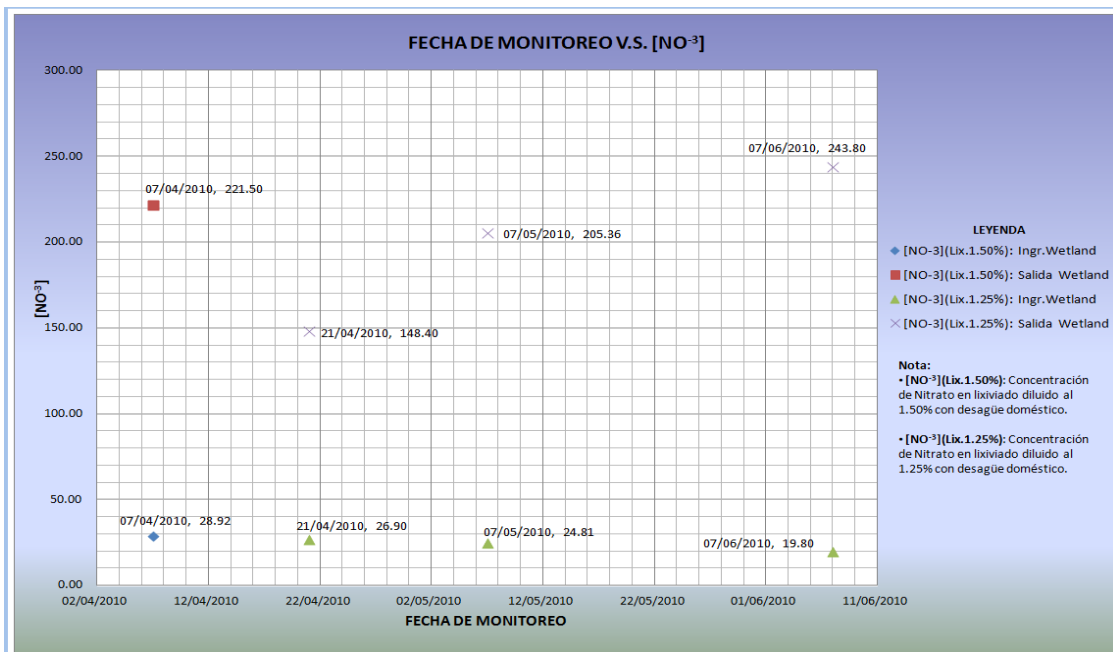 FECHA DE MONITOREO V.S. [NO⁻³]
300.00
250.00
200.00
150.00
100.00
50.00
0.00
[NO⁻³]
07/04/2010, 221.50
07/06/2010, 243.80
07/05/2010, 205.36
21/04/2010, 148.40
07/04/2010, 28.92
21/04/2010, 26.90
07/05/2010, 24.81
07/06/2010, 19.80
02/04/2010 12/04/2010 22/04/2010 02/05/2010 12/05/2010 22/05/2010 01/06/2010 11/06/2010
FECHA DE MONITOREO
LEYENDA
[NO-3](Lix.1.50%): Ingr.Wetland
[NO-3](Lix.1.50%): Salida Wetland
[NO-3](Lix.1.25%): Ingr.Wetland
[NO-3](Lix.1.25%): Salida Wetland
Nota:
• [NO⁻³](Lix.1.50%): Concentración
de Nitrato en lixiviado diluido al
1.50% con desagüe doméstico.
• [NO⁻³](Lix.1.25%): Concentración
de Nitrato en lixiviado diluido al
1.25% con desagüe doméstico.